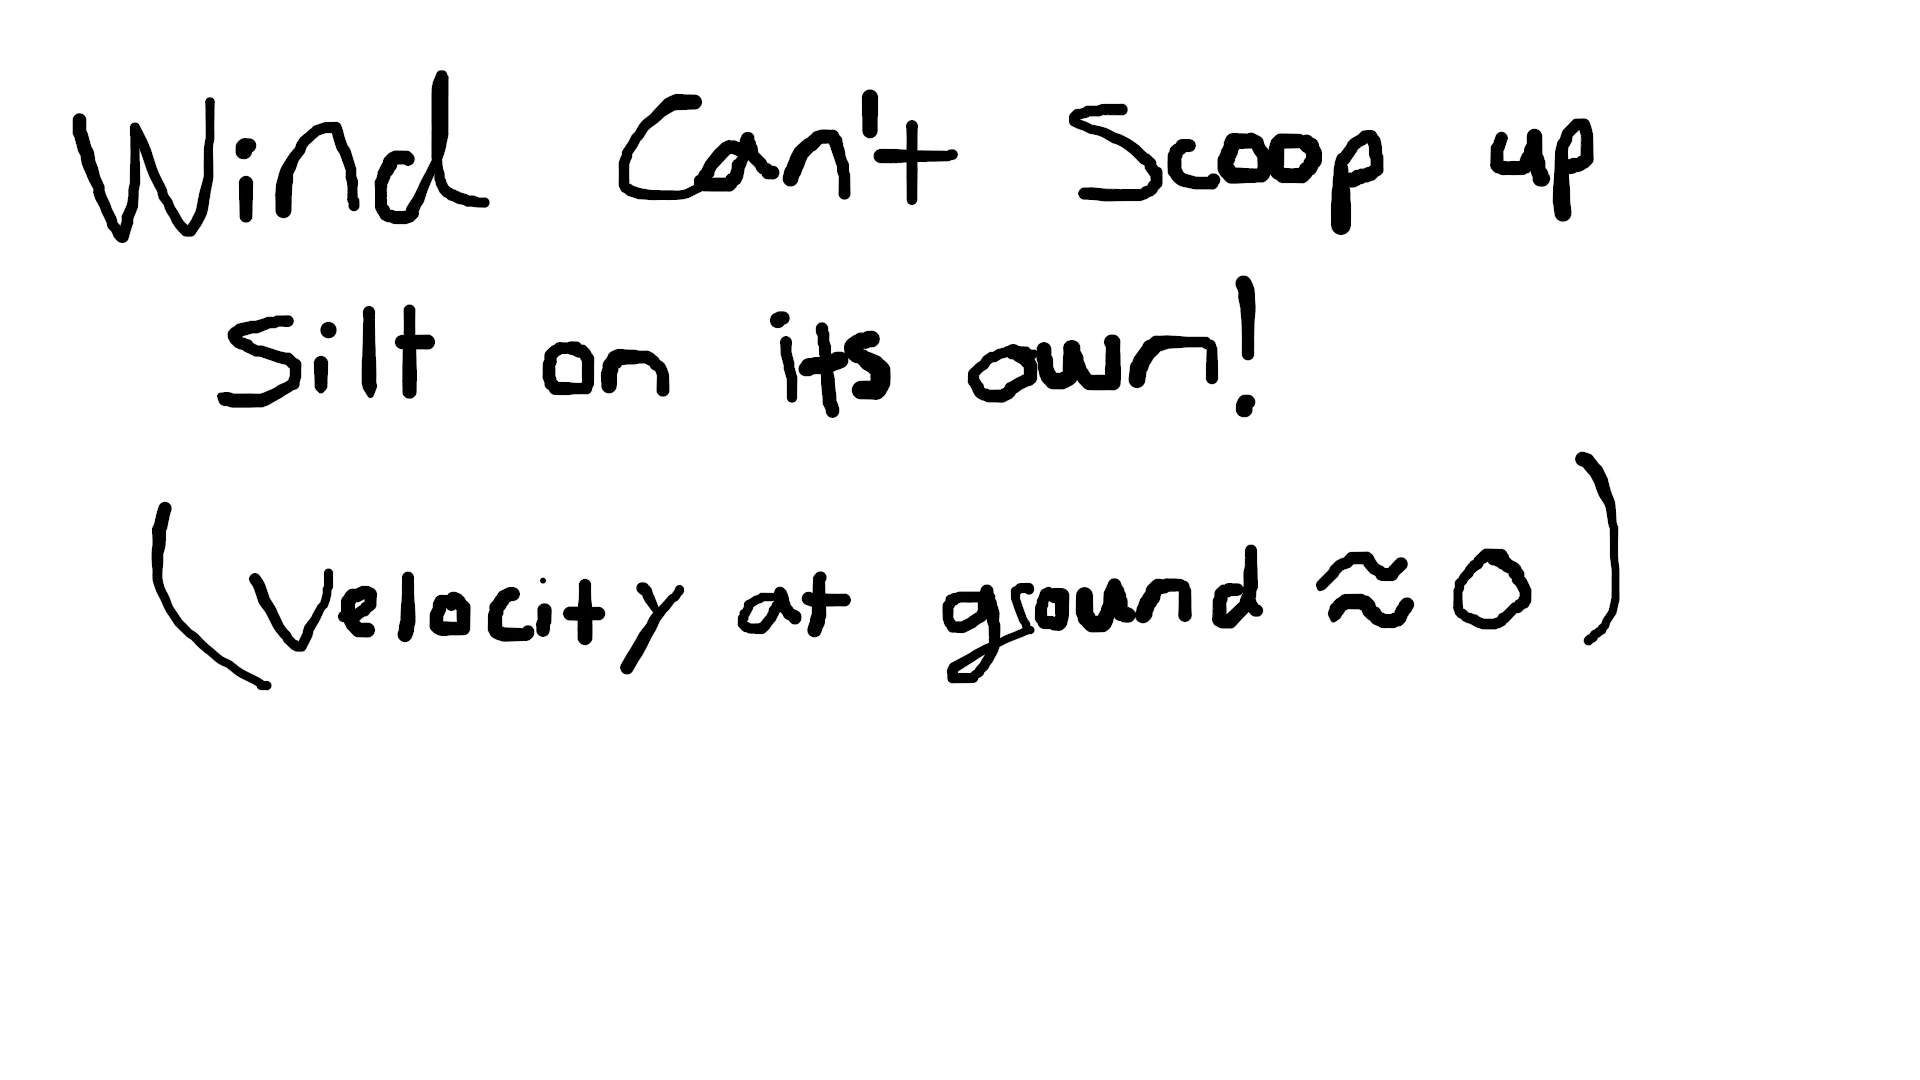 Wind Can't Scoop up
Silt on its own!
(Velocity at ground ≈ 0)